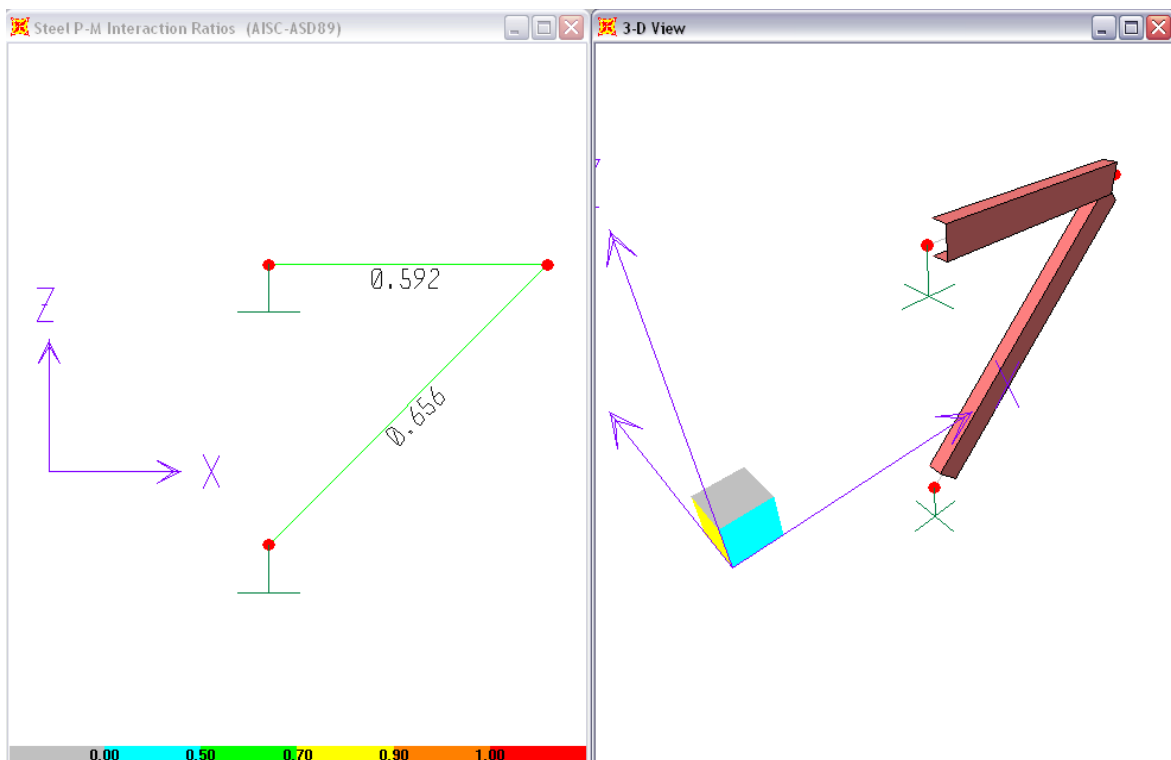 Steel P-M Interaction Ratios (AISC-ASD89)
3-D View
0.592
Z
0.656
X
X
0.00 0.50 0.70 0.90 1.00